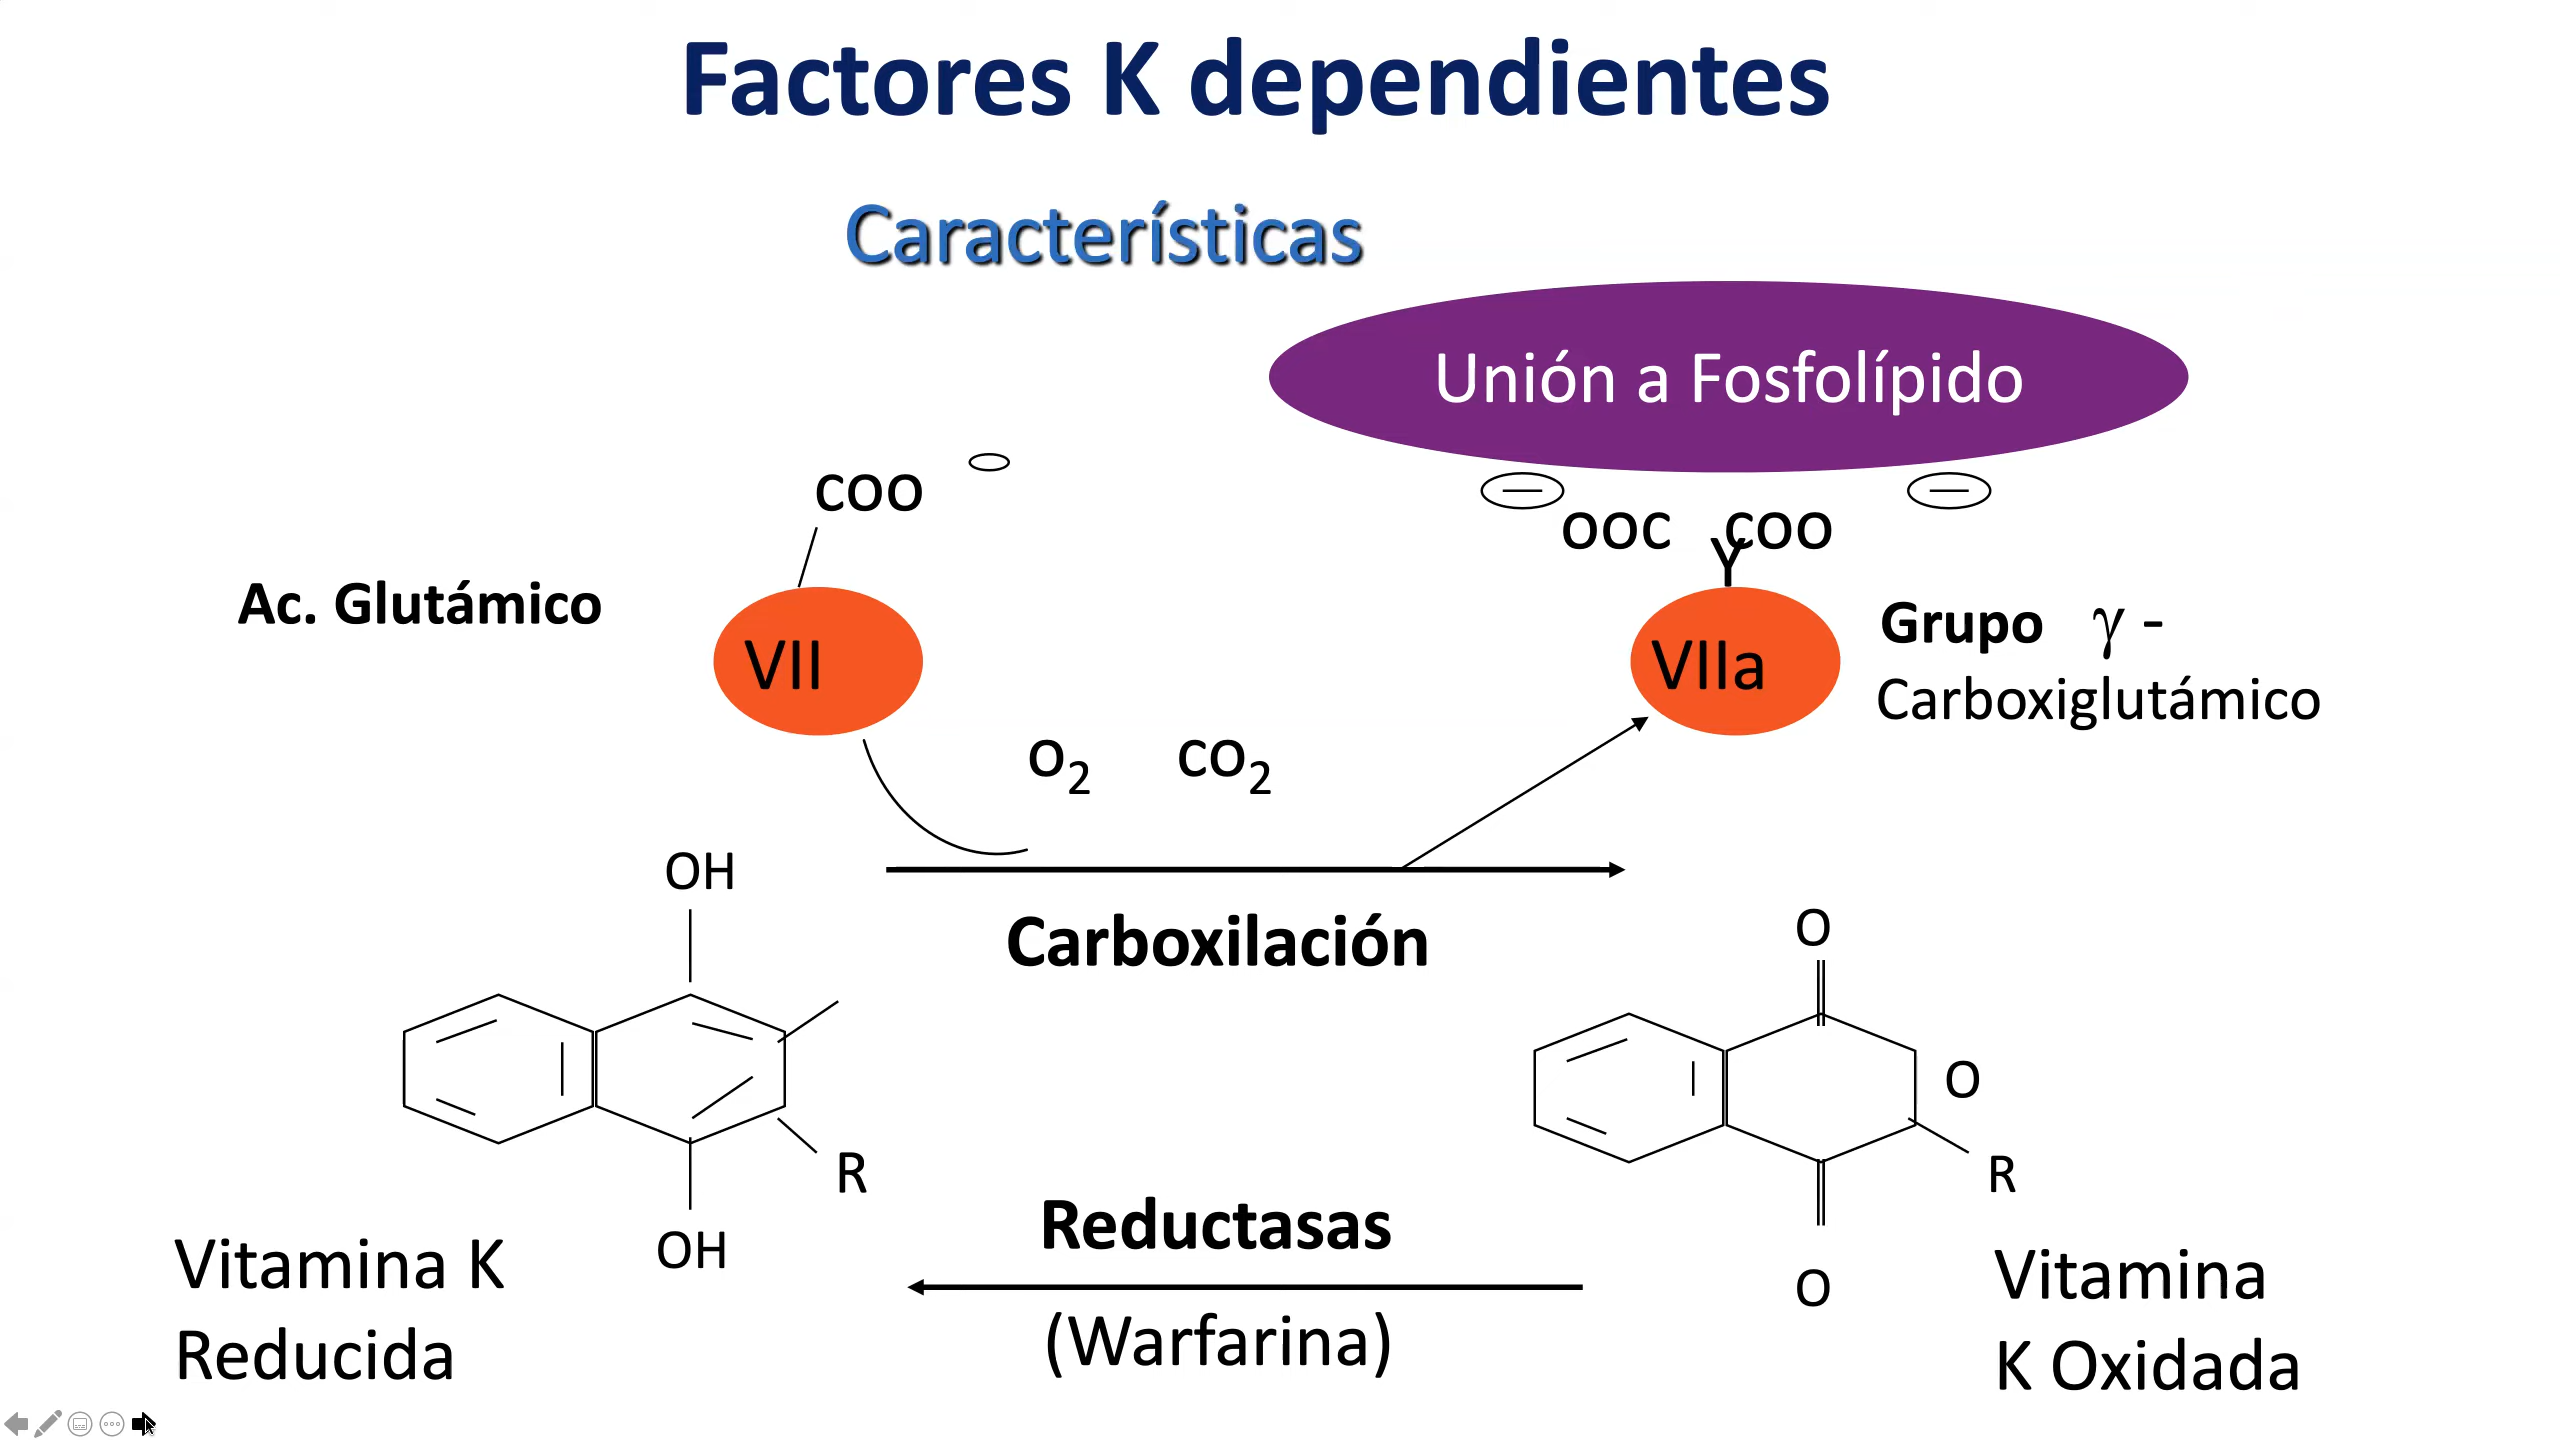 Factores K dependientes
Características
Unión a Fosfolípido
COO
OOC COO
Ac. Glutámico
VII
VIIa
Grupo γ -
Carboxiglutámico
O₂ CO₂
OH
Carboxilación
O
O
R
R
OH
Reductasas
O
Vitamina K
Reducida
(Warfarina)
Vitamina
K Oxidada